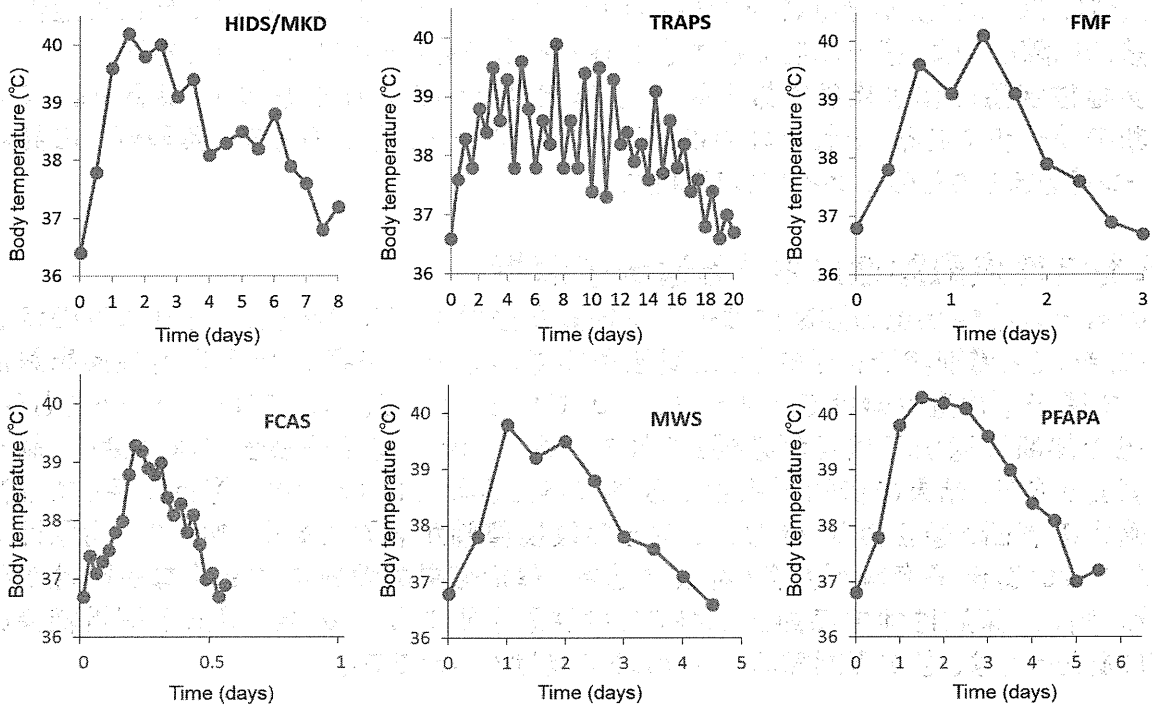 HIDS/MKD
Body temperature (°C)
40
39
38
37
36
0 1 2 3 4 5 6 7 8
Time (days)
TRAPS
Body temperature (°C)
40
39
38
37
36
0 2 4 6 8 10 12 14 16 18 20
Time (days)
FMF
Body temperature (°C)
40
39
38
37
36
0 1 2 3
Time (days)
FCAS
Body temperature (°C)
40
39
38
37
36
0 0.5 1
Time (days)
MWS
Body temperature (°C)
40
39
38
37
36
0 1 2 3 4 5
Time (days)
PFAPA
Body temperature (°C)
40
39
38
37
36
0 1 2 3 4 5 6
Time (days)